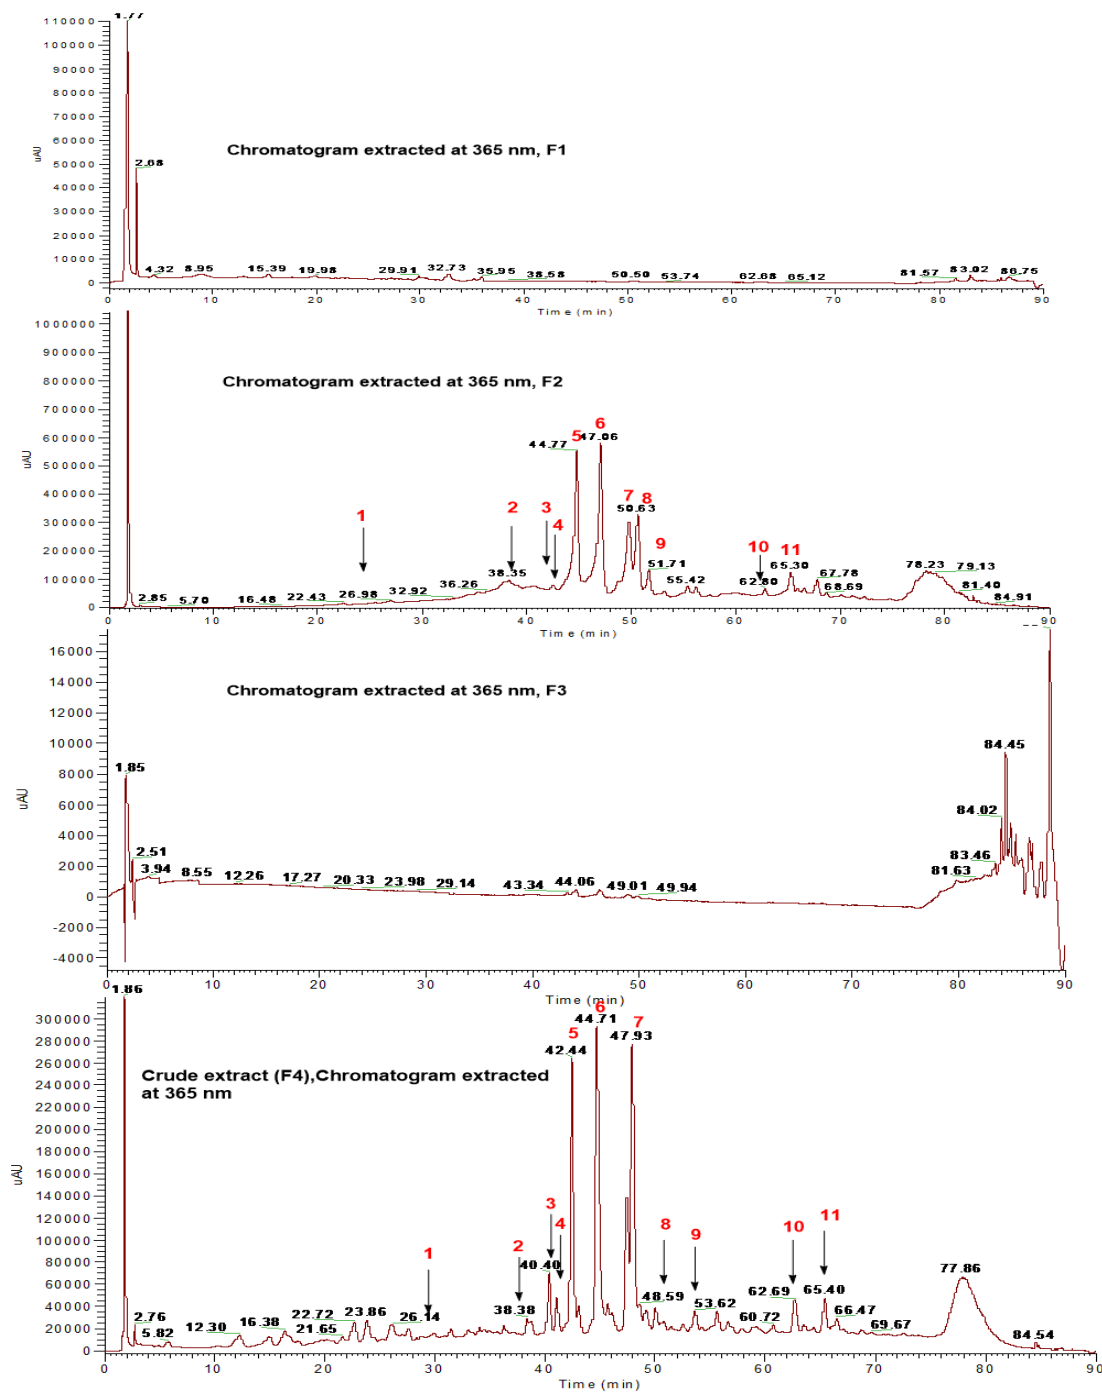 1.77
110000
100000
90000
80000
70000
60000
50000
40000
30000
20000
10000
0
uAU
Chromatogram extracted at 365 nm, F1
2.68
4.32 8.95 15.39 19.98 29.91 32.73 35.95 38.58 50.50 53.74 62.68 65.12 81.57 83.02 86.75
0 10 20 30 40 50 60 70 80 90
Time (min)
1000000
900000
800000
700000
600000
500000
400000
300000
200000
100000
0
uAU
Chromatogram extracted at 365 nm, F2
1 2 3 4 5 6 7 8 9 10 11
44.77 47.06 50.63 51.71 55.42 62.80 65.30 67.78 68.69 78.23 79.13 81.40 84.91
2.85 5.70 16.48 22.43 26.98 32.92 36.26 38.35
0 10 20 30 40 50 60 70 80 90
Time (min)
16000
14000
12000
10000
8000
6000
4000
2000
0
-2000
-4000
uAU
Chromatogram extracted at 365 nm, F3
1.85 2.51 3.94 8.55 12.26 17.27 20.33 23.98 29.14 43.34 44.06 49.01 49.94 81.63 83.46 84.02 84.45
0 10 20 30 40 50 60 70 80 90
Time (min)
1.86
300000
280000
260000
240000
220000
200000
180000
160000
140000
120000
100000
80000
60000
40000
20000
0
uAU
Crude extract (F4),Chromatogram extracted
at 365 nm
1 2 3 4 5 6 7 8 9 10 11
42.44 44.71 47.93
2.76 5.82 12.30 16.38 21.65 22.72 23.86 26.14 38.38 40.40 48.59 53.62 60.72 62.69 65.40 66.47 69.67 77.86 84.54
0 10 20 30 40 50 60 70 80 90
Time (min)